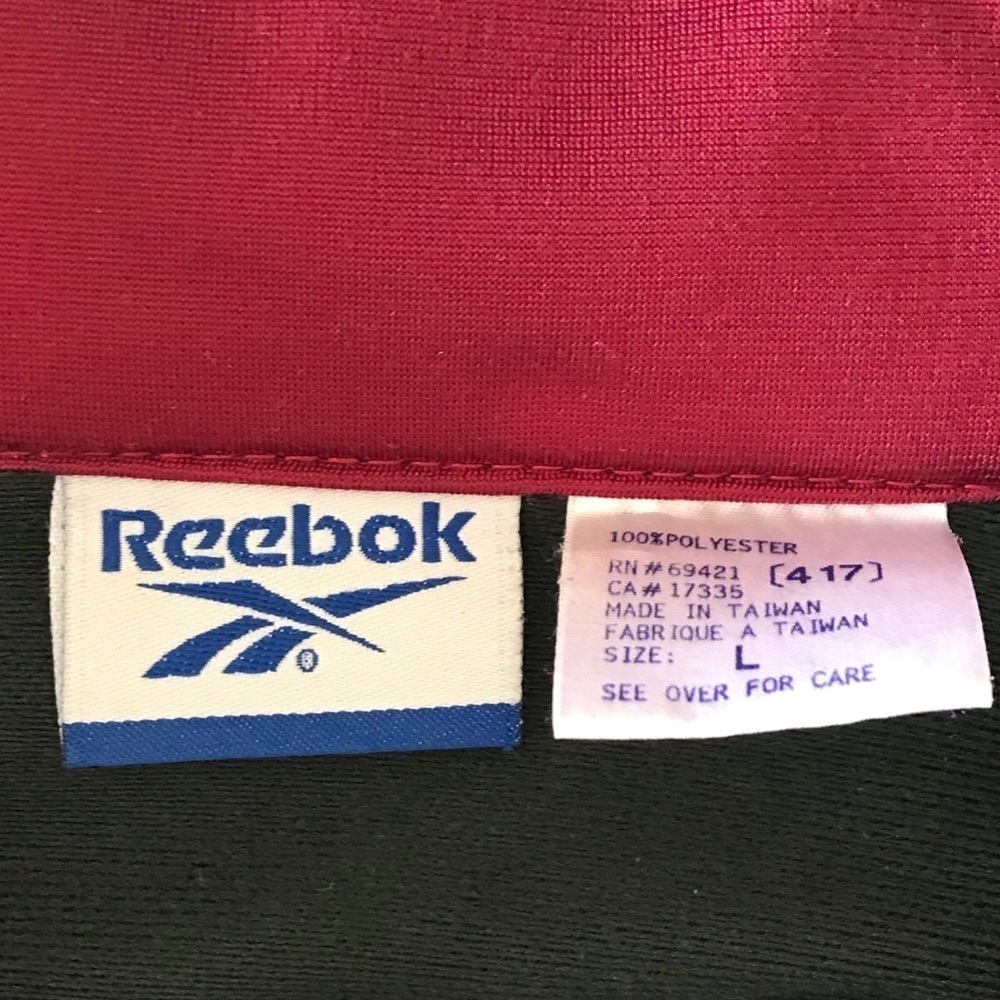 Reebok
®
100%POLYESTER
RN#69421 [417]
CA#17335
MADE IN TAIWAN
FABRIQUE A TAIWAN
SIZE: L
SEE OVER FOR CARE